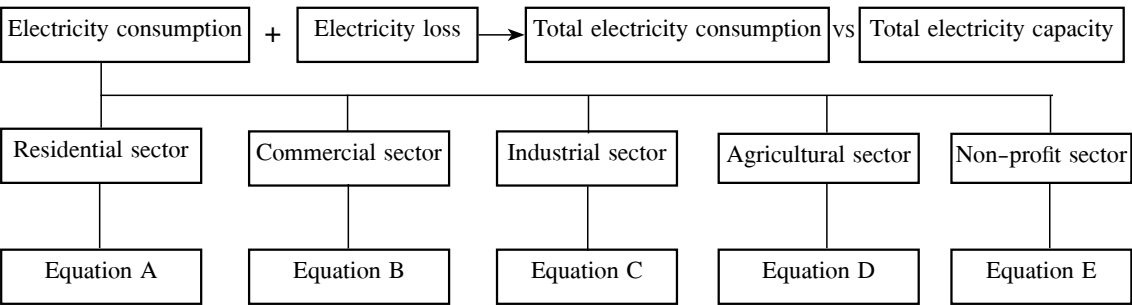 Electricity consumption + Electricity loss Total electricity consumption VS Total electricity capacity
Residential sector Commercial sector Industrial sector Agricultural sector Non-profit sector
Equation A Equation B Equation C Equation D Equation E